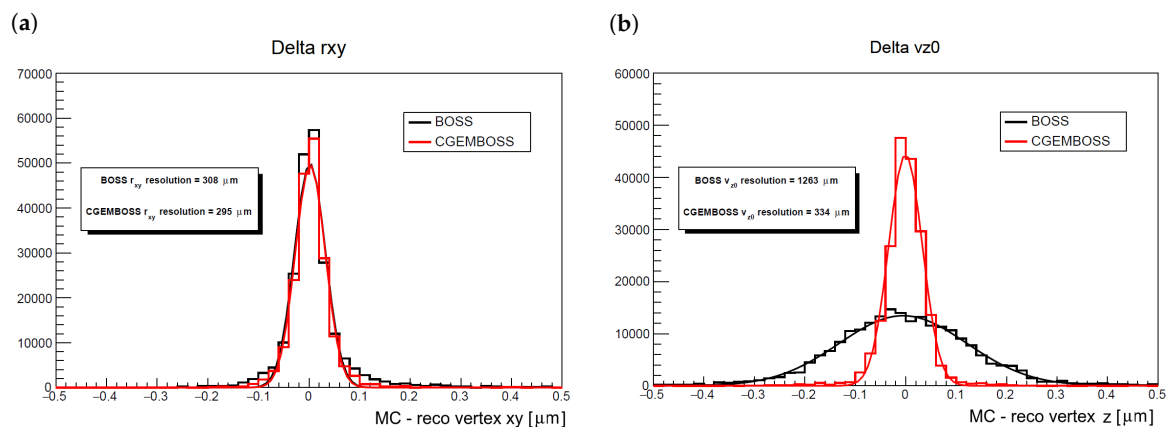 (a)
Delta rxy
70000
60000
50000
40000
30000
20000
10000
0
BOSS
CGEMBOSS
BOSS r_xy resolution = 308 μm
CGEMBOSS r_xy resolution = 295 μm
−0.5 −0.4 −0.3 −0.2 −0.1 0 0.1 0.2 0.3 0.4 0.5
MC - reco vertex xy [μm]
(b)
Delta vz0
60000
50000
40000
30000
20000
10000
0
BOSS
CGEMBOSS
BOSS v_z0 resolution = 1263 μm
CGEMBOSS v_z0 resolution = 334 μm
−0.5 −0.4 −0.3 −0.2 −0.1 0 0.1 0.2 0.3 0.4 0.5
MC - reco vertex z [μm]